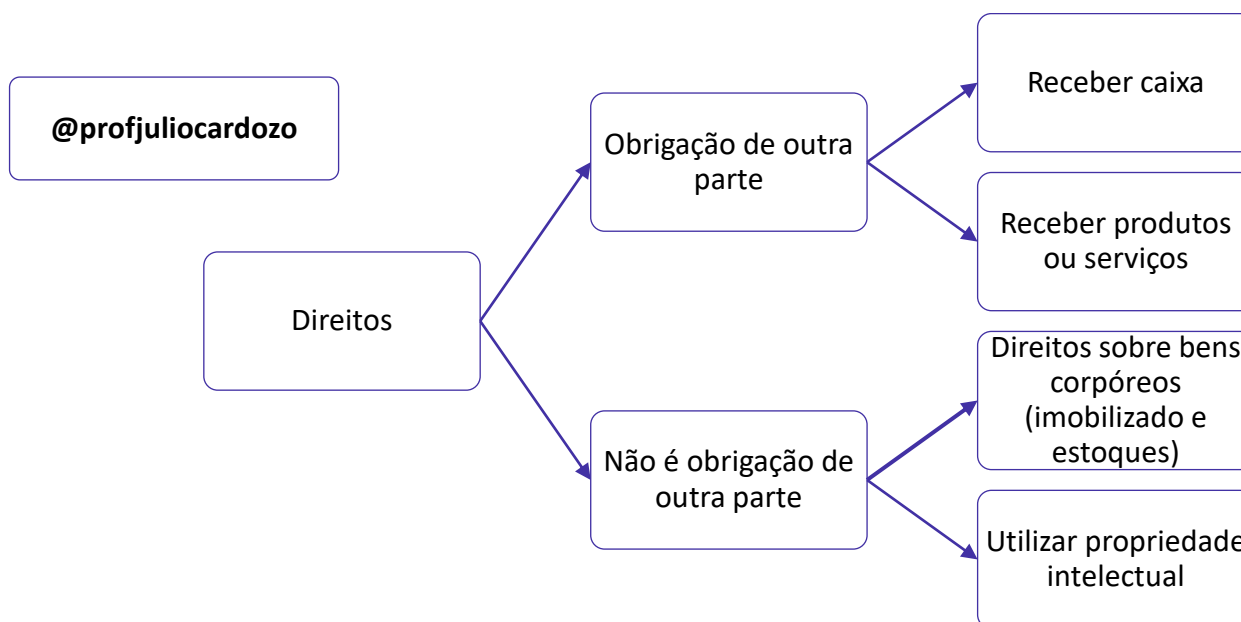 @profjuliocardozo
Direitos
Obrigação de outra
parte
Receber caixa
Receber produtos
ou serviços
Não é obrigação de
outra parte
Direitos sobre bens
corpóreos
(imobilizado e
estoques)
Utilizar propriedade
intelectual